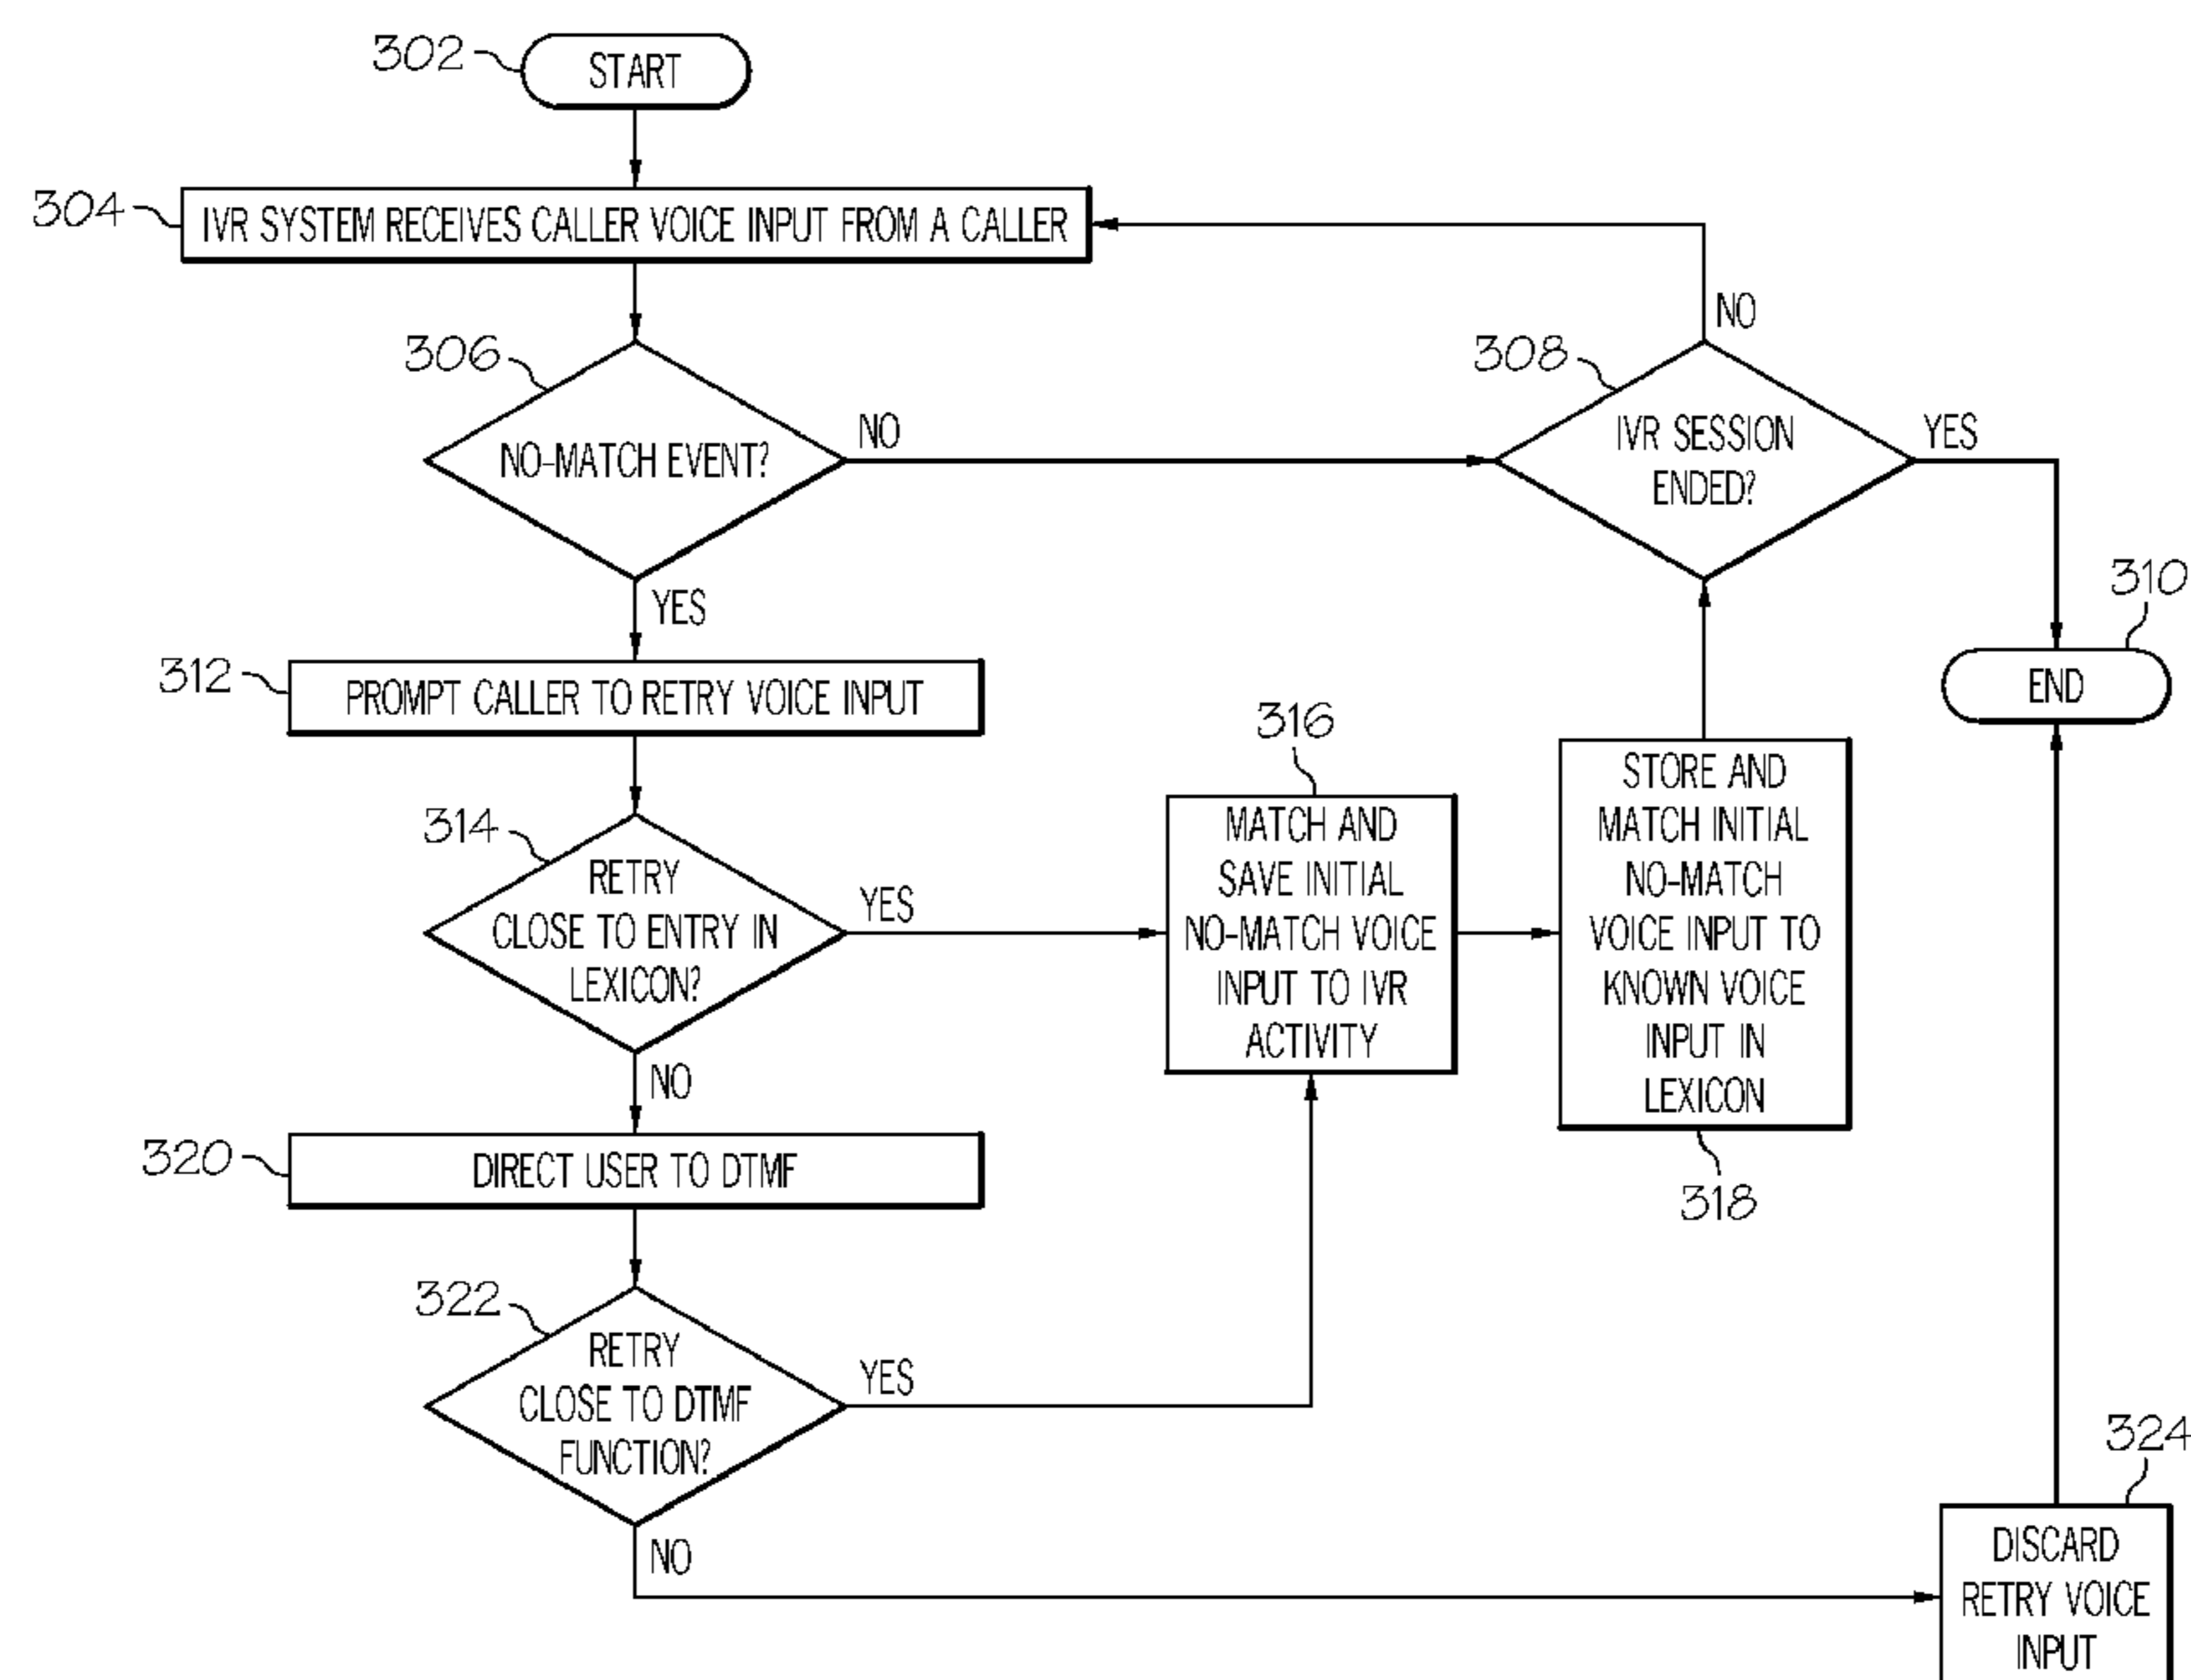 302
START
304
IVR SYSTEM RECEIVES CALLER VOICE INPUT FROM A CALLER
306
NO-MATCH EVENT?
NO
YES
308
IVR SESSION
ENDED?
NO
YES
310
END
312
PROMPT CALLER TO RETRY VOICE INPUT
314
RETRY
CLOSE TO ENTRY IN
LEXICON?
YES
NO
316
MATCH AND
SAVE INITIAL
NO-MATCH VOICE
INPUT TO IVR
ACTIVITY
STORE AND
MATCH INITIAL
NO-MATCH
VOICE INPUT TO
KNOWN VOICE
INPUT IN
LEXICON
318
320
DIRECT USER TO DTMF
322
RETRY
CLOSE TO DTMF
FUNCTION?
YES
NO
324
DISCARD
RETRY VOICE
INPUT